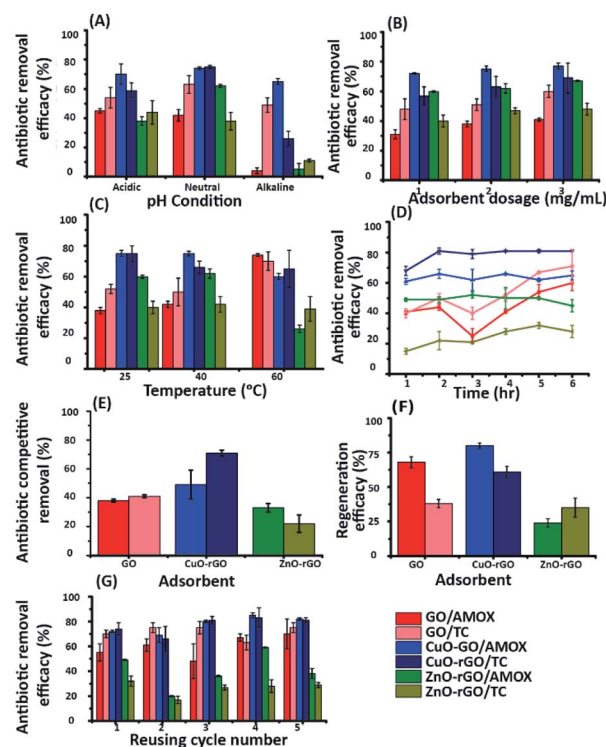 (A)
Antibiotic removal
efficacy (%)
100
80
60
40
20
0
Acidic
Neutral
Alkaline
pH Condition
(B)
Antibiotic removal
efficacy (%)
100
80
60
40
20
0
1
2
3
Adsorbent dosage (mg/mL)
(C)
Antibiotic removal
efficacy (%)
100
80
60
40
20
0
25
40
60
Temperature (°C)
(D)
Antibiotic removal
efficacy (%)
100
80
60
40
20
0
1
2
3
4
5
6
Time (hr)
(E)
Antibiotic competitive
removal (%)
100
80
60
40
20
0
GO
CuO-rGO
ZnO-rGO
Adsorbent
(F)
Regeneration
efficacy (%)
100
75
50
25
0
GO
CuO-rGO
ZnO-rGO
Adsorbent
(G)
Antibiotic removal
efficacy (%)
100
80
60
40
20
0
1
2
3
4
5
Reusing cycle number
GO/AMOX
GO/TC
CuO-GO/AMOX
CuO-rGO/TC
ZnO-rGO/AMOX
ZnO-rGO/TC